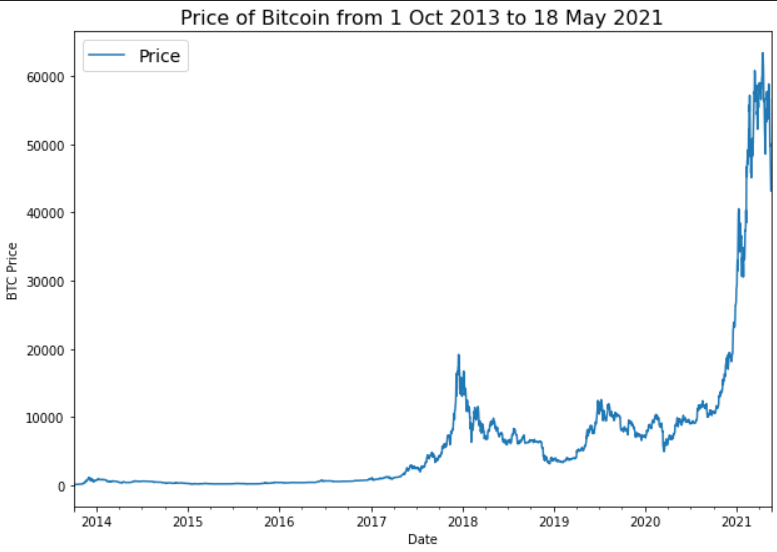 Price of Bitcoin from 1 Oct 2013 to 18 May 2021
Price
60000
50000
40000
30000
20000
10000
0
BTC Price
2014 2015 2016 2017 2018 2019 2020 2021
Date